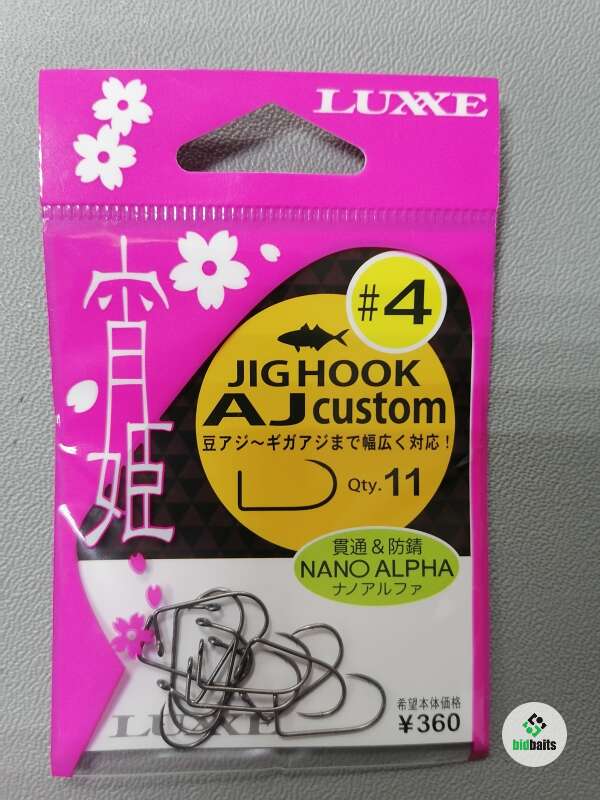 LUXXE
宵姫
#4
JIG HOOK
AJ custom
豆アジ～ギガアジまで幅広く対応！
Qty. 11
貫通＆防錆
NANO ALPHA
ナノアルファ
希望本体価格
¥360
LUXXE
bidbaits